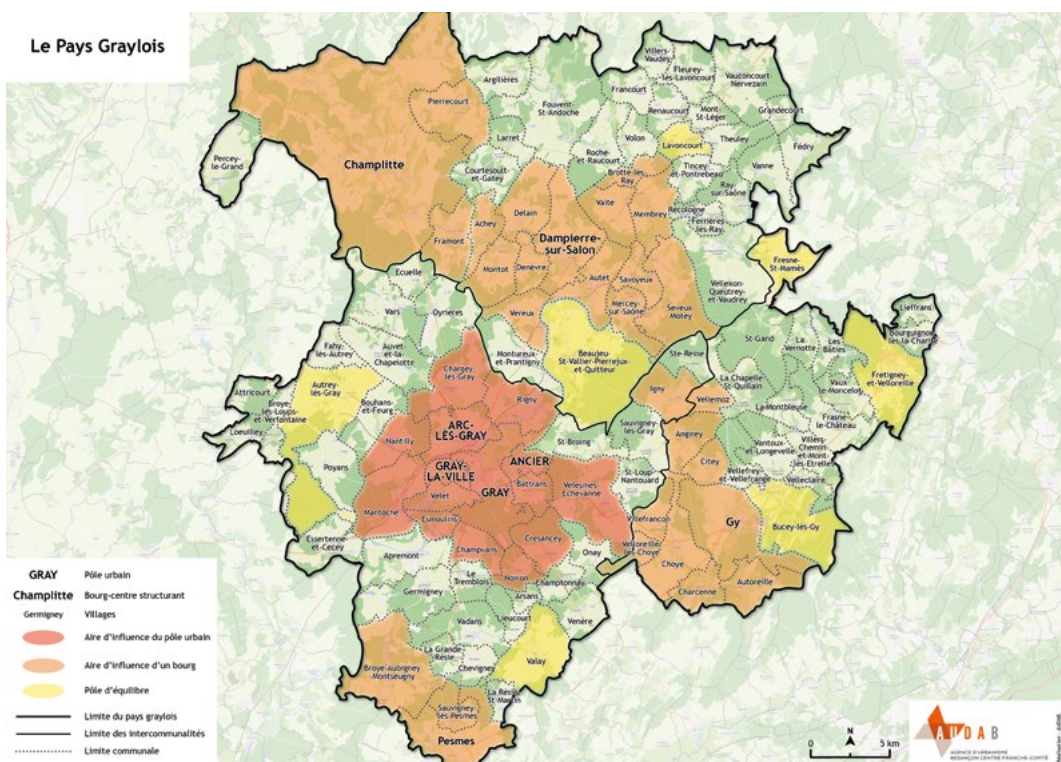 Le Pays Graylois
Argillières
Villers-
Vaudey
Fleurey-
lès-Lavoncourt
Vauconcourt-
Nervezain
Pierrecourt
Fouvent-
St-Andoche
Francourt
Renaucourt
Mont-
St-Léger
Grandecourt
Larret
Volon
Theuley
Percey-
le-Grand
Champlitte
Roche-
et-Raucourt
Lavoncourt
Fédry
Courtesoult-
et-Gatey
Brotte-lès-
Ray
Tincey-
et-Pontrebeau
Vanne
Ray-
sur-Saône
Vaite
Achey
Delain
Membrey
Recologne
Ferrières-
lès-Ray
Framont
Dampierre-
sur-Salon
Fresne-
St-Mamès
Montot
Denèvre
Autet
Savoyeux
Ecuelle
Vellexon-
Queutrey-
et-Vaudrey
Vars
Oyrières
Vereux
Mercey-
sur-Saône
Seveux
Motey
Lieffrans
Bourguignon-
lès-la-Charité
Fahy-
lès-Autrey
Auvet-
et-la-
Chapelotte
Montureux-
et-Prantigny
Beaujeu-
St-Vallier-Pierrejux-
et-Quitteur
Ste-Reine
St-Gand
La
Vernotte
Les
Bâties
Chargey-
lès-Gray
Fretigney-
et-Velloreille
Autrey-
lès-Gray
Igny
La Chapelle
St-Quillain
Vaux-
le-Moncelot
Attricourt
Rigny
Vellemoz
Broye-
les-Loups-
et-Verfontaine
Bouhans-
et-Feurg
La-Montbleuse
Fresne-
le-Château
Loeuilley
ARC-
LÈS-GRAY
Sauvigney-
lès-Gray
Angirey
Vantoux-
et-Longevelle
Villers-
Chemin-
et-Mont-
lès-Etrelles
Nantilly
St-Broing
Citey
Poyans
GRAY-
LA-VILLE
ANCIER
St-Loup-
Nantouard
Vellefrey-
et-Vellefrange
Velleclaire
Velet
GRAY
Battrans
Velesmes-
Echevanne
Mantoche
Esmoulins
Villefrancon
Gy
Bucey-lès-Gy
Essertenne-
et-Cecey
Cresancey
Velloreille-
lès-Choye
Apremont
Champvans
Onay
Choye
Le
Tremblois
Noiron
Champtonnay
Autoreille
Germigney
Arsans
Charcenne
Lieucourt
Venère
Vadans
La Grande
Résie
Valay
Broye-Aubigney-
Montseugny
Chevigney
La Résie-
St-Martin
Sauvigney-
lès-Pesmes
Pesmes
GRAY Pôle urbain
Champlitte Bourg-centre structurant
Germigney Villages
Aire d'influence du pôle urbain
Aire d'influence d'un bourg
Pôle d'équilibre
Limite du pays graylois
Limite des intercommunalités
Limite communale
N
0 5 km
AUDAB
AGENCE D'URBANISME
BESANÇON CENTRE FRANCHE-COMTÉ